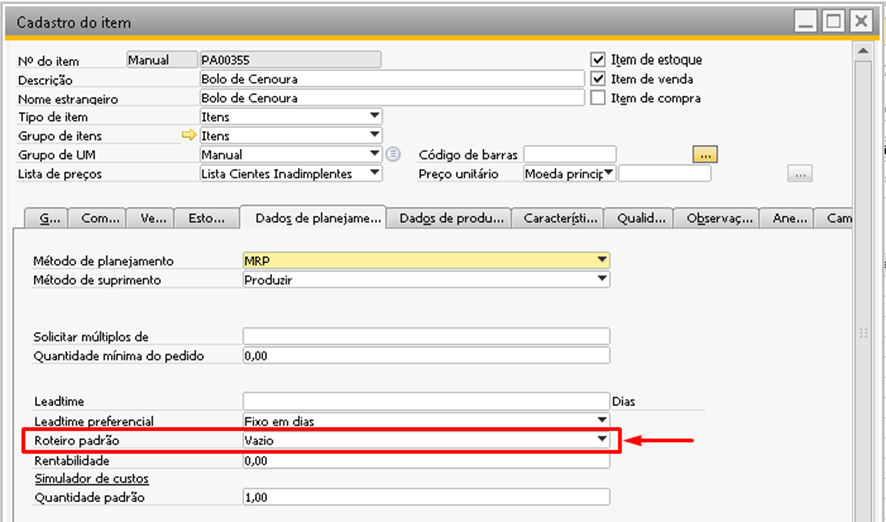 Cadastro do item
Nº do item Manual PA00355 Item de estoque
Descrição Bolo de Cenoura Item de venda
Nome estrangeiro Bolo de Cenoura Item de compra
Tipo de item Itens
Grupo de itens Itens
Grupo de UM Manual Código de barras ...
Lista de preços Lista Cientes Inadimplentes Preço unitário Moeda princip ...
G... Com... Ve... Esto... Dados de planejame... Dados de produ... Característi... Qualid... Observaç... Ane... Cam
Método de planejamento MRP
Método de suprimento Produzir
Solicitar múltiplos de
Quantidade mínima do pedido 0,00
Leadtime Dias
Leadtime preferencial Fixo em dias
Roteiro padrão Vazio
Rentabilidade 0,00
Simulador de custos
Quantidade padrão 1,00